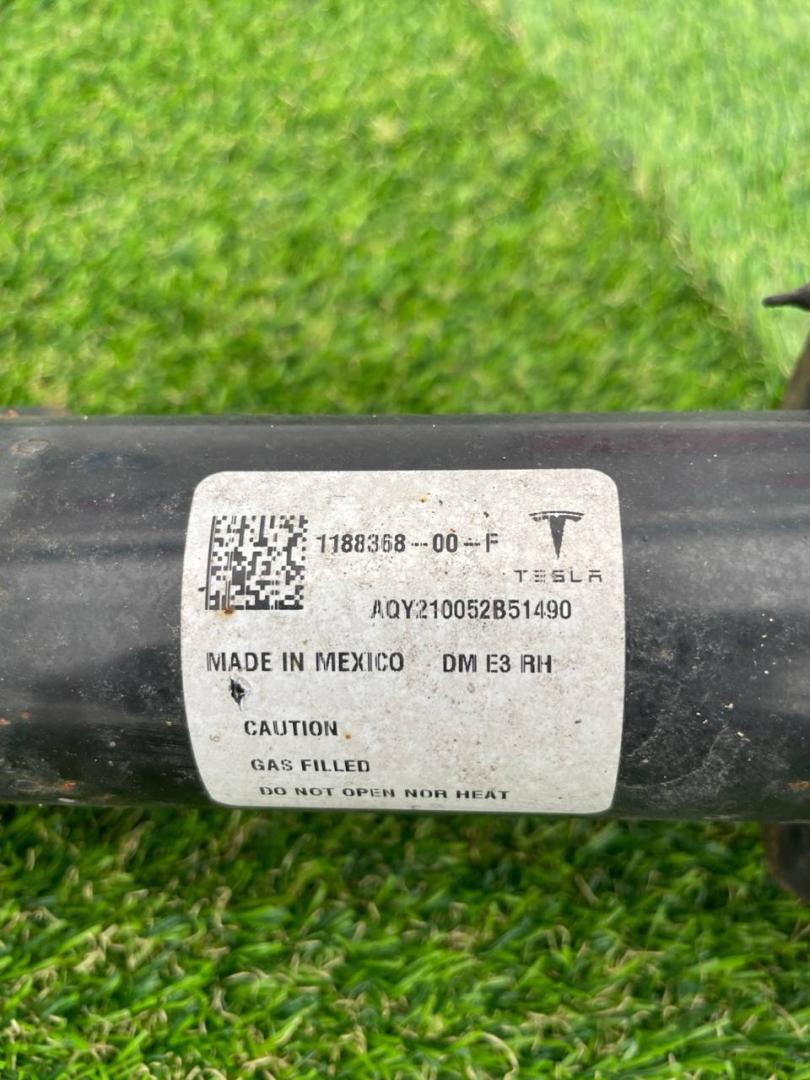 1188368-00-F
TESLA
AQY210052B51490
MADE IN MEXICO DM E3 RH
CAUTION
GAS FILLED
DO NOT OPEN NOR HEAT